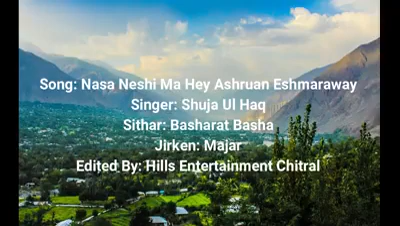 Song: Nasa Neshi Ma Hey Ashruan Eshmaraway
Singer: Shuja Ul Haq
Sithar: Basharat Basha
Jirken: Majar
Edited By: Hills Entertainment Chitral